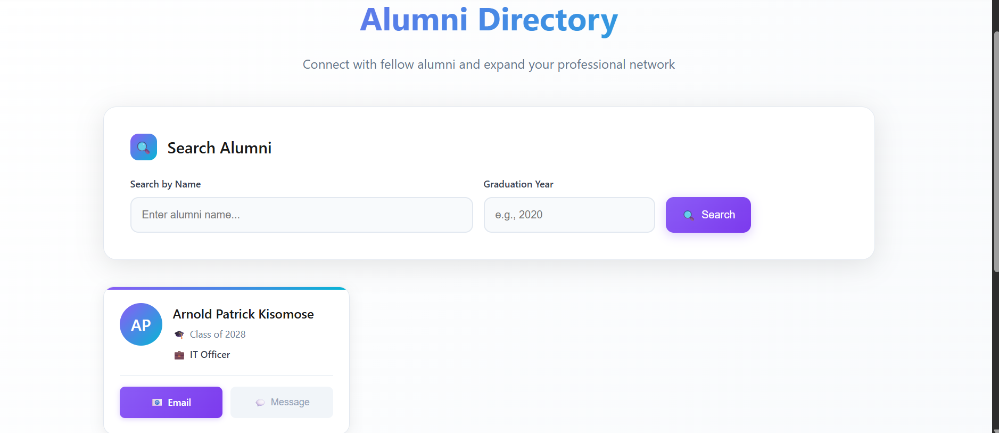 Alumni Directory
Connect with fellow alumni and expand your professional network
Search Alumni
Search by Name
Graduation Year
Enter alumni name...
e.g., 2020
Search
AP
Arnold Patrick Kisomose
Class of 2028
IT Officer
Email
Message